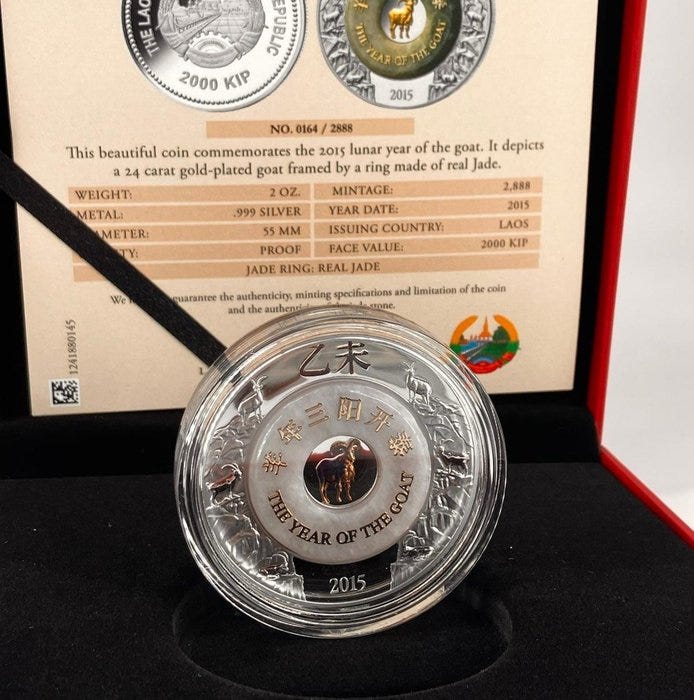 THE LAO
REPUBLIC
2000 KIP
THE YEAR OF THE GOAT
2015
NO. 0164 / 2888
This beautiful coin commemorates the 2015 lunar year of the goat. It depicts
a 24 carat gold-plated goat framed by a ring made of real Jade.
WEIGHT: 2 OZ. MINTAGE: 2,888
METAL: .999 SILVER YEAR DATE: 2015
AMETER: 55 MM ISSUING COUNTRY: LAOS
TY: PROOF FACE VALUE: 2000 KIP
JADE RING: REAL JADE
We guarantee the authenticity, minting specifications and limitation of the coin
and the stone.
1241880145
乙未
羊年三阳开泰
THE YEAR OF THE GOAT
2015